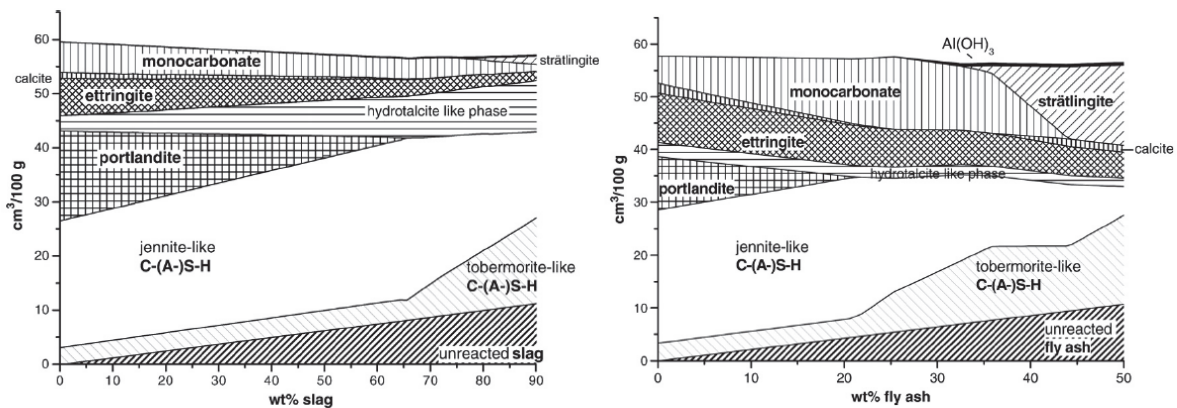 60
50
40
30
20
10
0
cm³/100 g
calcite
monocarbonate
strätlingite
ettringite
hydrotalcite like phase
portlandite
jennite-like
C-(A-)S-H
tobermorite-like
C-(A-)S-H
unreacted slag
0 10 20 30 40 50 60 70 80 90
wt% slag
60
50
40
30
20
10
0
cm³/100 g
Al(OH)₃
monocarbonate
strätlingite
ettringite
calcite
hydrotalcite like phase
portlandite
jennite-like
C-(A-)S-H
tobermorite-like
C-(A-)S-H
unreacted
fly ash
0 10 20 30 40 50
wt% fly ash